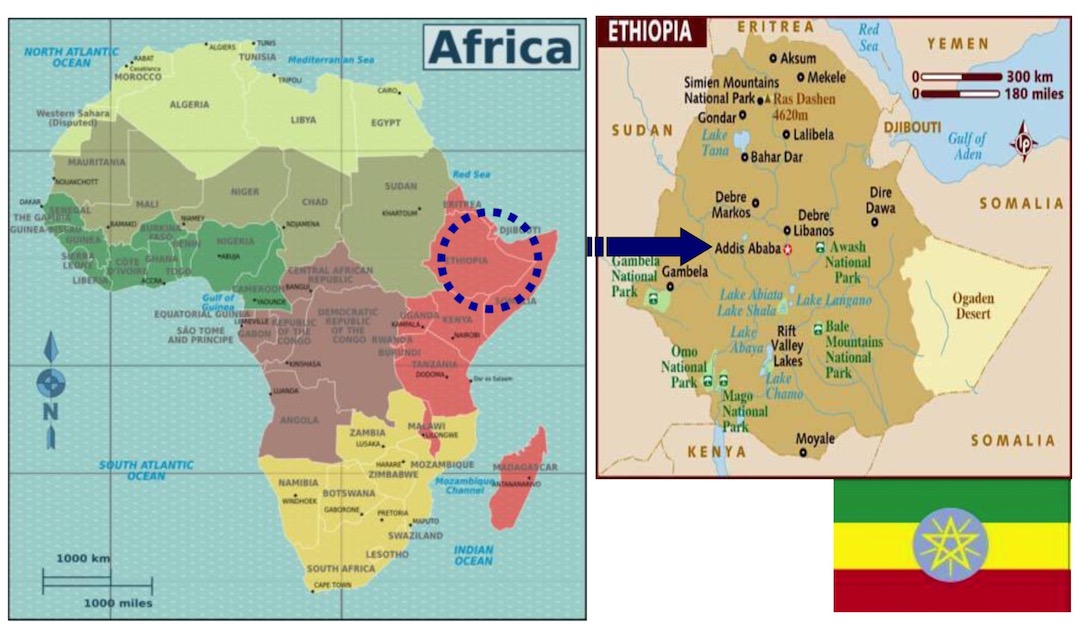 Africa
NORTH ATLANTIC
OCEAN
ALGIERS
TUNIS
TUNISIA
Mediterranean Sea
RABAT
Casablanca
MOROCCO
TRIPOLI
CAIRO
Western Sahara
(Disputed)
ALGERIA
LIBYA
EGYPT
MAURITANIA
NOUAKCHOTT
MALI
NIGER
CHAD
SUDAN
KHARTOUM
Red Sea
ERITREA
DJIBOUTI
DAKAR
SENEGAL
THE GAMBIA
GUINEA-BISSAU
GUINEA
BAMAKO
NIAMEY
BURKINA
FASO
BENIN
NDJAMENA
NIGERIA
ABUJA
ETHIOPIA
SIERRA
LEONE
COTE
D'IVOIRE
GHANA
TOGO
LIBERIA
ACCRA
CENTRAL AFRICAN
REPUBLIC
CAMEROON
BANGUI
YAOUNDE
Gulf of
Guinea
EQUATORIAL GUINEA
SÃO TOME
AND PRINCIPE
GABON
REPUBLIC
OF THE
CONGO
DEMOCRATIC
REPUBLIC
OF THE
CONGO
UGANDA
KAMPALA
KENYA
NAIROBI
RWANDA
BURUNDI
TANZANIA
DODOMA
Dar es Salaam
KINSHASA
LUANDA
N
ANGOLA
ZAMBIA
LUSAKA
MALAWI
LILONGWE
SOUTH ATLANTIC
OCEAN
HARARE
ZIMBABWE
MOZAMBIQUE
Mozambique
Channel
MADAGASCAR
ANTANANARIVO
NAMIBIA
WINDHOEK
BOTSWANA
GABORONE
PRETORIA
MAPUTO
SWAZILAND
LESOTHO
SOUTH AFRICA
CAPE TOWN
INDIAN
OCEAN
1000 km
1000 miles
ETHIOPIA
ERITREA
Red
Sea
YEMEN
Aksum
Mekele
0 300 km
0 180 miles
Simien Mountains
National Park
Ras Dashen
4620m
Gondar
SUDAN
Lake
Tana
Lalibela
DJIBOUTI
Gulf of
Aden
Bahar Dar
Debre
Markos
Dire
Dawa
SOMALIA
Debre
Libanos
Addis Ababa
Awash
National
Park
Gambela
National
Park
Gambela
Lake Abiata
Lake Shala
Lake Langano
Ogaden
Desert
Lake
Abaya
Rift
Valley
Lakes
Bale
Mountains
National
Park
Omo
National
Park
Lake
Chamo
Mago
National
Park
KENYA
Moyale
SOMALIA